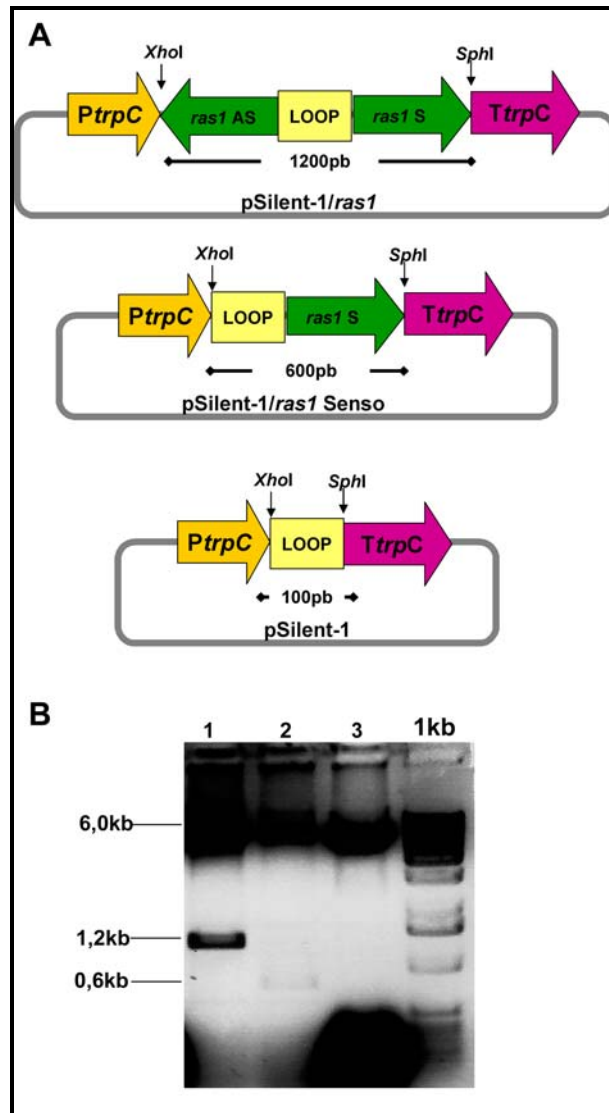 A
XhoI SphI
PtrpC ras1 AS LOOP ras1 S TtrpC
1200pb
pSilent-1/ras1
XhoI SphI
PtrpC LOOP ras1 S TtrpC
600pb
pSilent-1/ras1 Senso
XhoI SphI
PtrpC LOOP TtrpC
100pb
pSilent-1
B
1 2 3 1kb
6,0kb
1,2kb
0,6kb